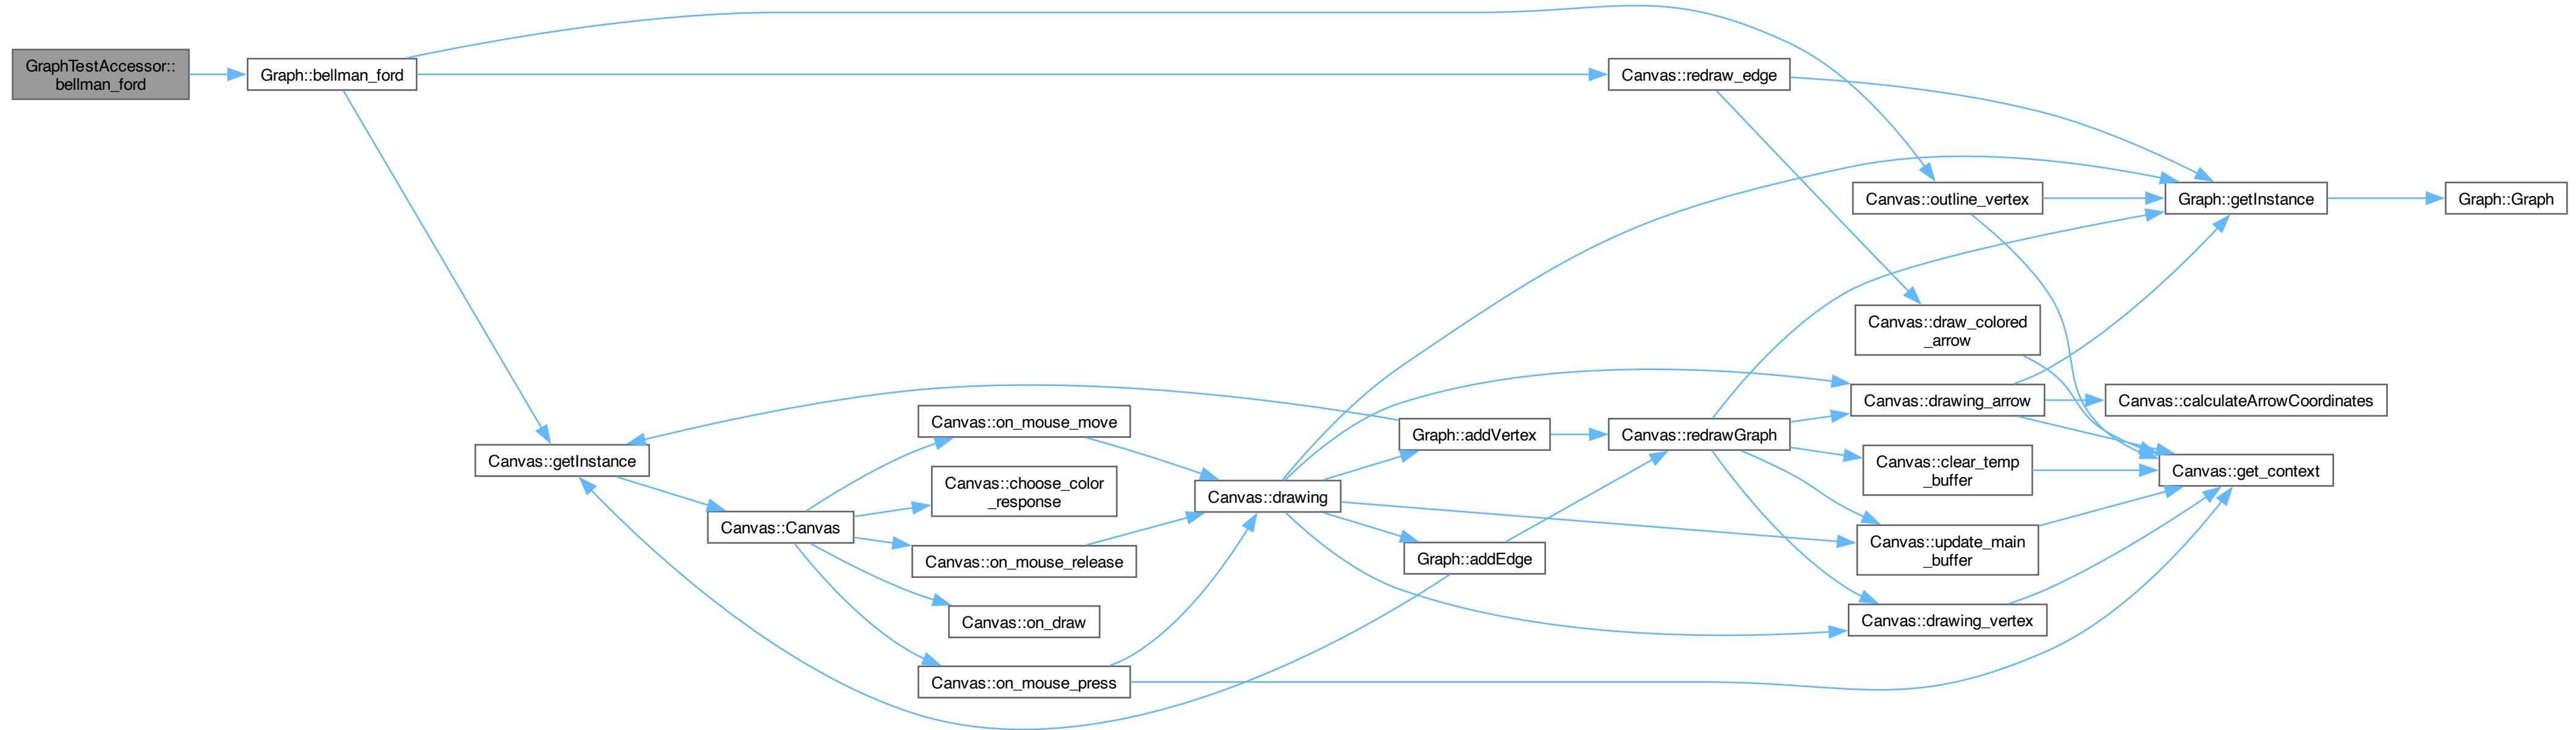 GraphTestAccessor::
bellman_ford
Graph::bellman_ford
Canvas::getInstance
Canvas::Canvas
Canvas::on_mouse_move
Canvas::choose_color
_response
Canvas::on_mouse_release
Canvas::on_draw
Canvas::on_mouse_press
Canvas::drawing
Graph::addVertex
Graph::addEdge
Canvas::redraw_edge
Canvas::redrawGraph
Canvas::outline_vertex
Canvas::draw_colored
_arrow
Canvas::drawing_arrow
Canvas::clear_temp
_buffer
Canvas::update_main
_buffer
Canvas::drawing_vertex
Graph::getInstance
Canvas::calculateArrowCoordinates
Canvas::get_context
Graph::Graph